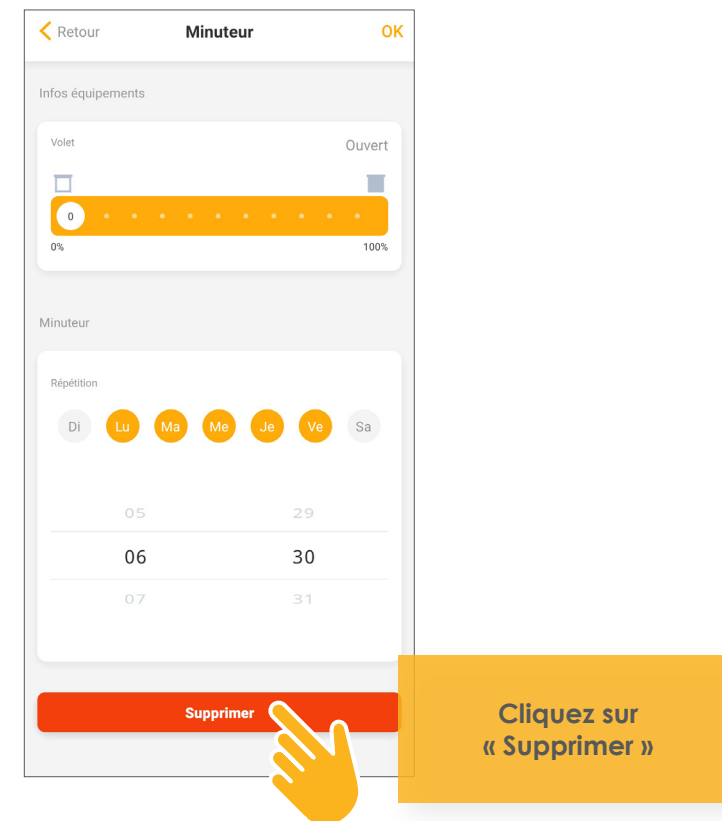 Retour Minuteur OK
Infos équipements
Volet Ouvert
0
0% 100%
Minuteur
Répétition
Di Lu Ma Me Je Ve Sa
05 29
06 30
07 31
Supprimer
Cliquez sur
« Supprimer »